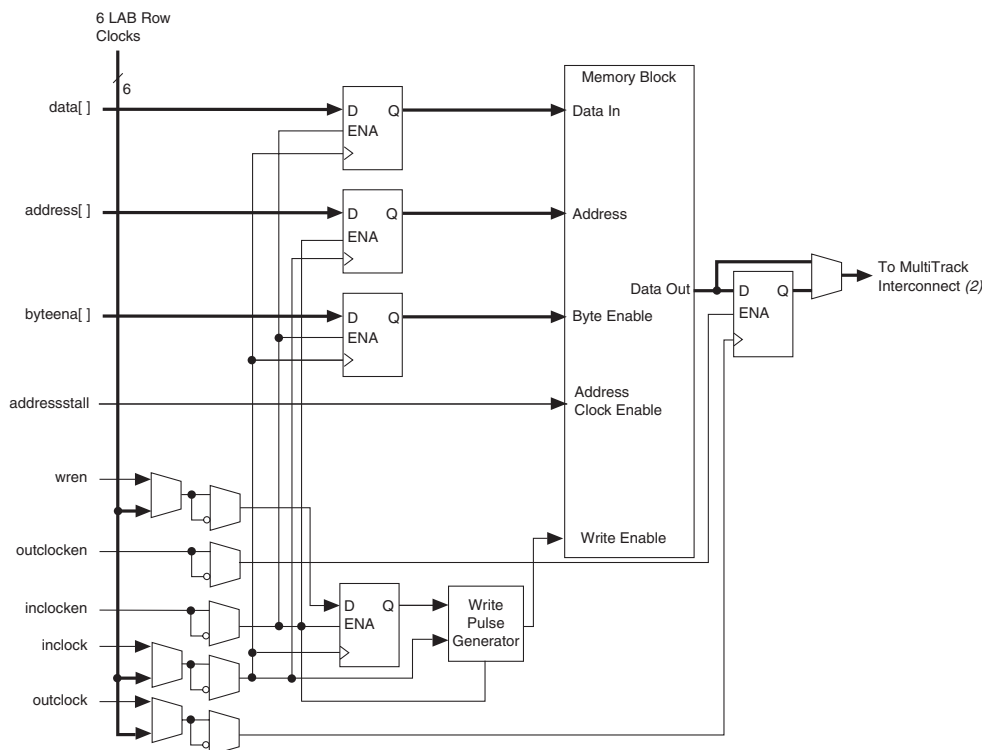 6 LAB Row
Clocks
6
data[ ]
D Q
ENA
Memory Block
Data In
address[ ]
D Q
ENA
Address
byteena[ ]
D Q
ENA
Byte Enable
Data Out
D Q
ENA
To MultiTrack
Interconnect (2)
addressstall
Address
Clock Enable
wren
Write Enable
outclocken
inclocken
D Q
ENA
Write
Pulse
Generator
inclock
outclock